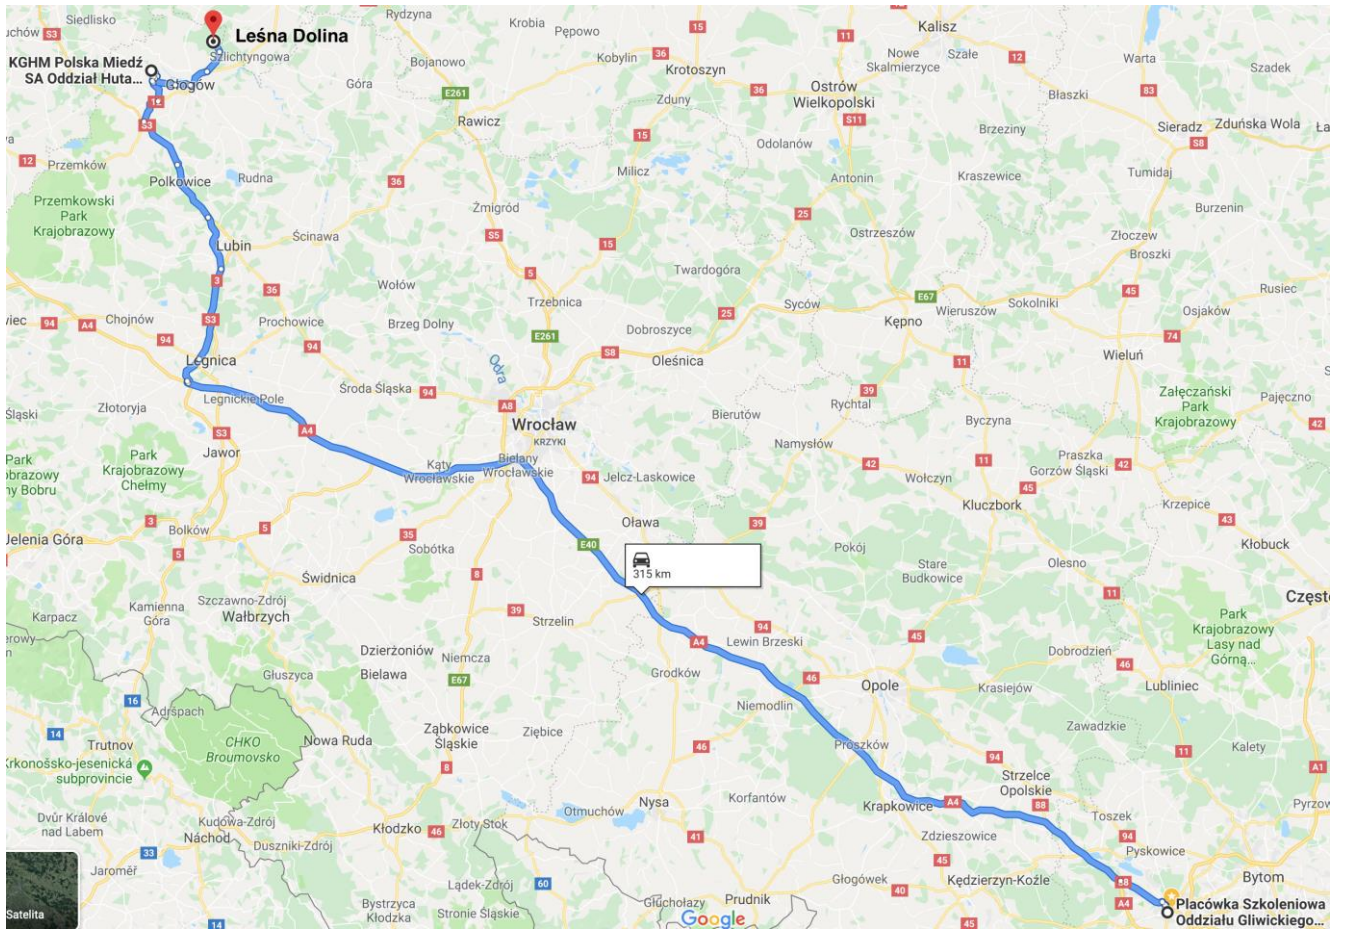 Siedlisko
Leśna Dolina
Rydzyna
Krobia
Pępowo
Kalisz
Szlichtyngowa
KGHM Polska Miedź
SA Oddział Huta...
Głogów
Góra
Bojanowo
Kobylin
Krotoszyn
Nowe
Skalmierzyce
Szałe
Warta
Szadek
Rawicz
Zduny
Ostrów
Wielkopolski
Błaszki
Odolanów
Brzeziny
Sieradz
Zduńska Wola
Przemków
Polkowice
Rudna
Milicz
Antonin
Kraszewice
Tumidaj
Przemkowski
Park
Krajobrazowy
Żmigród
Burzenin
Ścinawa
Lubin
Ostrzeszów
Złoczew
Broszki
Wołów
Twardogóra
Chojnów
Prochowice
Brzeg Dolny
Trzebnica
Syców
Kępno
Wieruszów
Sokolniki
Rusiec
Osjaków
Dobroszyce
Oleśnica
Legnica
Odra
Wieluń
Legnickie Pole
Środa Śląska
Złotoryja
Bierutów
Rychtal
Byczyna
Załęczański
Park
Krajobrazowy
Pajęczno
Wrocław
KRZYKI
Namysłów
Praszka
Gorzów Śląski
Jawor
Park
Krajobrazowy
Chełmy
Kąty
Wrocławskie
Bielany
Wrocławskie
Jelcz-Laskowice
Wołczyn
Kluczbork
Krzepice
Bolków
Jelenia Góra
Sobótka
Oława
Pokój
Stare
Budkowice
Olesno
Kłobuck
315 km
Świdnica
Szczawno-Zdrój
Wałbrzych
Kamienna
Góra
Karpacz
Strzelin
Lewin Brzeski
Częst
Park
Krajobrazowy
Lasy nad
Górną...
Dzierżoniów
Niemcza
Bielawa
Głuszyca
Grodków
Opole
Dobrodzień
Krasiejów
Lubliniec
Niemodlin
Adršpach
CHKO
Broumovsko
Nowa Ruda
Ząbkowice
Śląskie
Ziębice
Prószków
Zawadzkie
Kalety
Trutnov
Krkonošsko-jesenická
subprovincie
Strzelce
Opolskie
Nysa
Korfantów
Krapkowice
Toszek
Pyrzow
Otmuchów
Dvůr Králové
nad Labem
Kudowa-Zdrój
Náchod
Duszniki-Zdrój
Kłodzko
Złoty Stok
Zdzieszowice
Pyskowice
Jaroměř
Lądek-Zdrój
Głogówek
Kędzierzyn-Koźle
Bytom
Bystrzyca
Kłodzka
Stronie Śląskie
Głuchołazy
Prudnik
Placówka Szkoleniowa
Oddziału Gliwickiego...
Satelita
Google